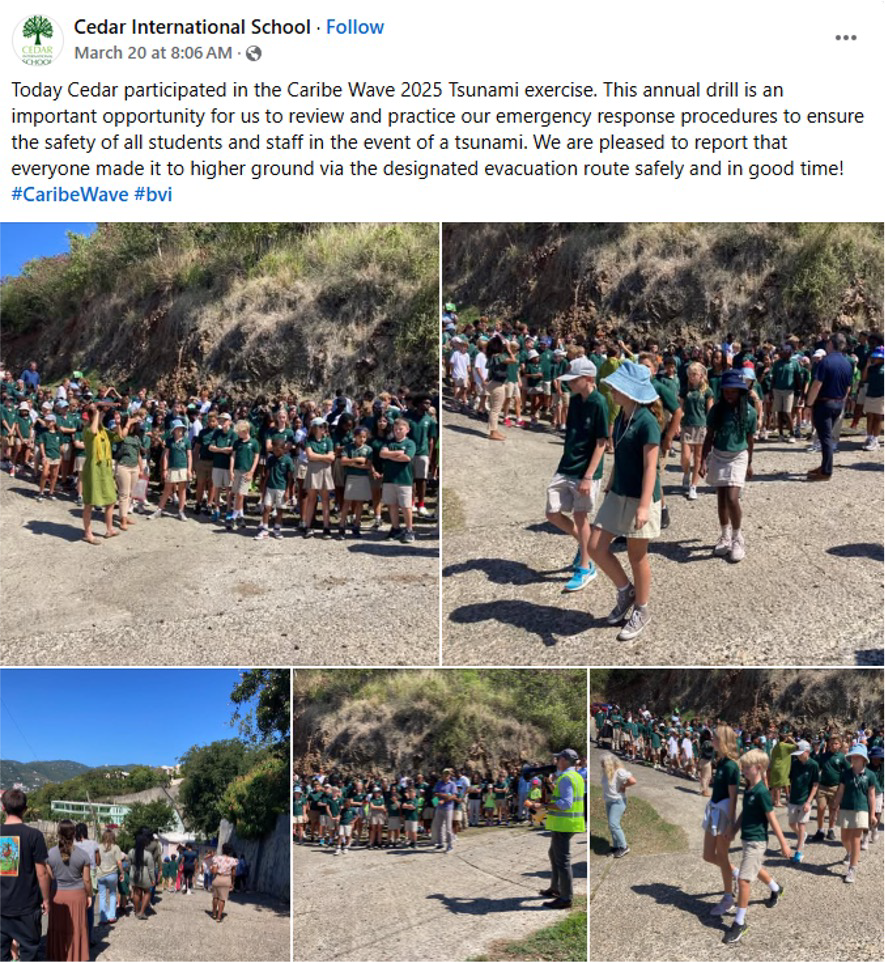 CEDAR
INTERNATIONAL
SCHOOL
Cedar International School · Follow
March 20 at 8:06 AM ·
Today Cedar participated in the Caribe Wave 2025 Tsunami exercise. This annual drill is an
important opportunity for us to review and practice our emergency response procedures to ensure
the safety of all students and staff in the event of a tsunami. We are pleased to report that
everyone made it to higher ground via the designated evacuation route safely and in good time!
#CaribeWave #bvi